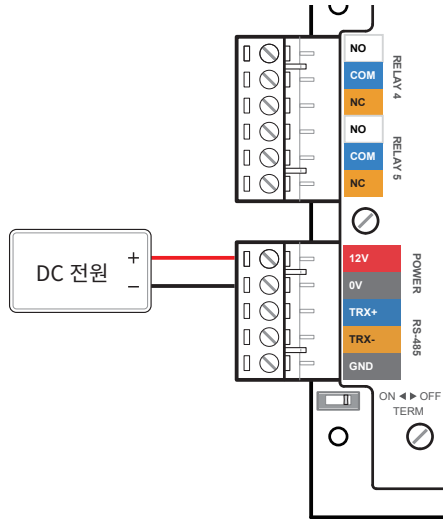 NO
COM
NC
RELAY 4
NO
COM
NC
RELAY 5
DC 전원
+
−
12V
0V
POWER
TRX+
TRX-
GND
RS-485
ON ◀ ▶ OFF
TERM